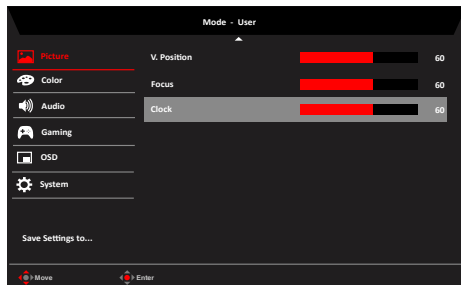 Mode - User
Picture
V. Position 60
Color
Focus 60
Audio
Clock 60
Gaming
OSD
System
Save Settings to...
Move Enter